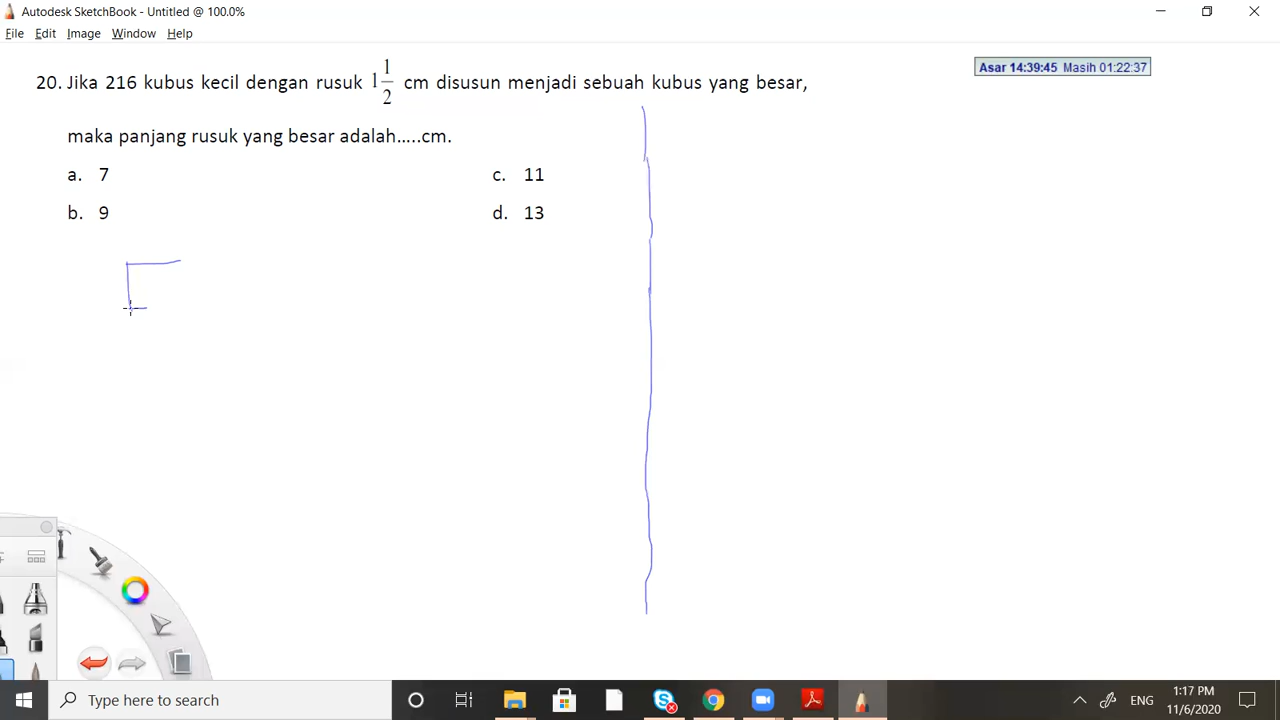 Autodesk SketchBook - Untitled @ 100.0%
File Edit Image Window Help
Asar 14:39:45 Masih 01:22:37
20. Jika 216 kubus kecil dengan rusuk 1 1/2 cm disusun menjadi sebuah kubus yang besar,
maka panjang rusuk yang besar adalah.....cm.
a. 7
c. 11
b. 9
d. 13
Type here to search
ENG
1:17 PM
11/6/2020